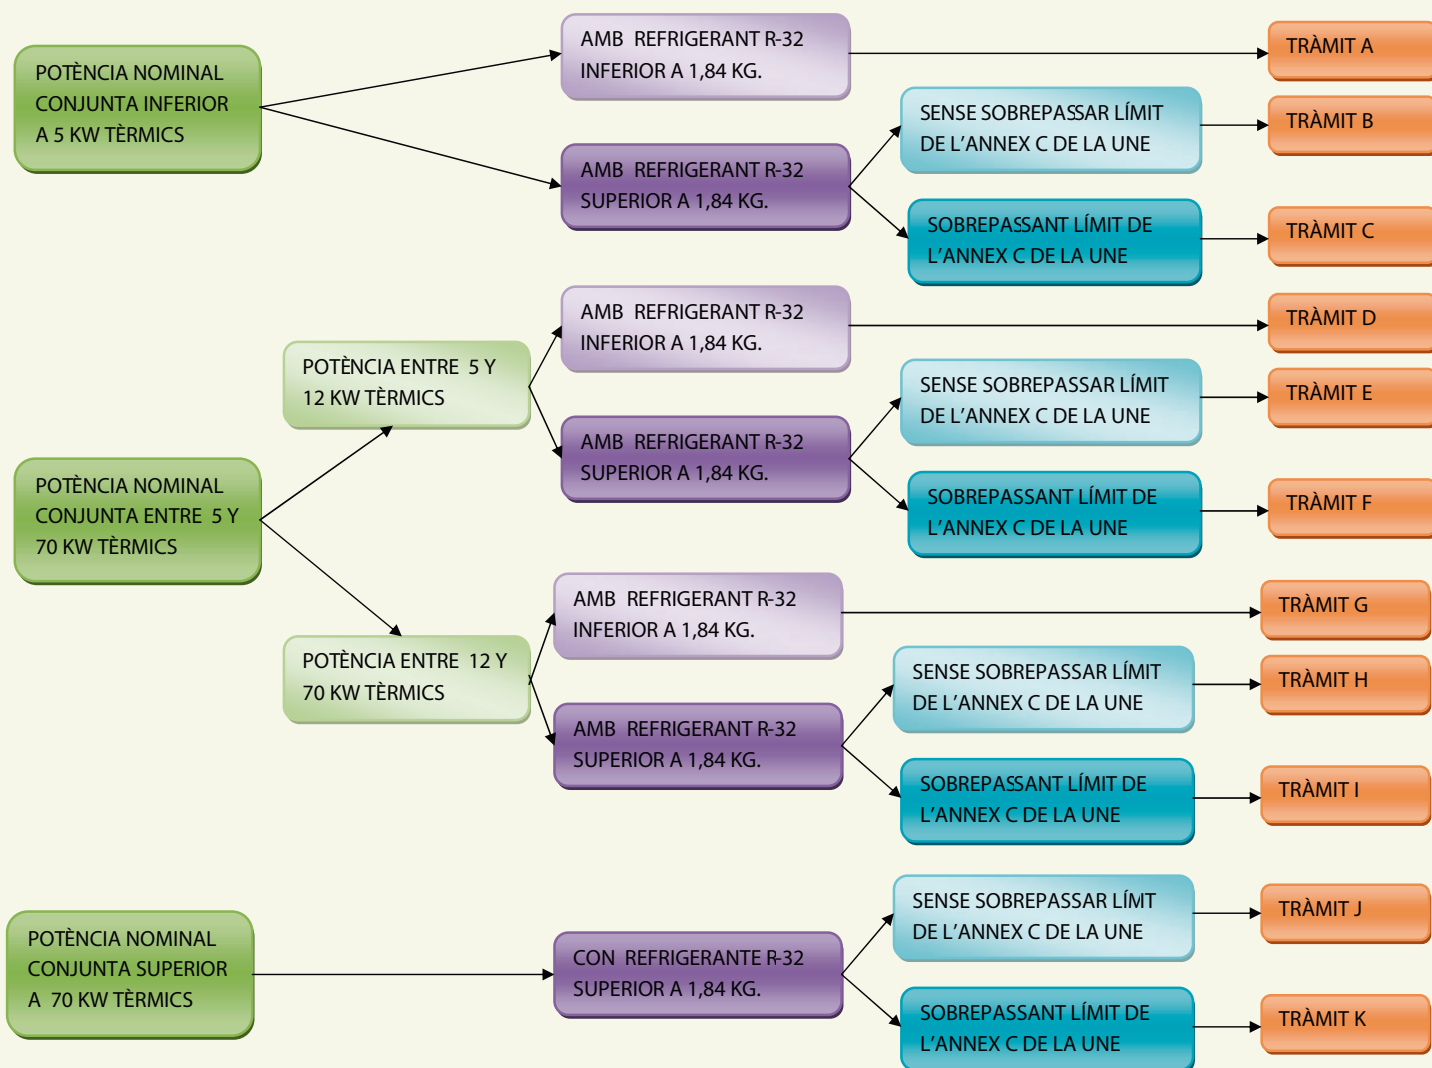 POTÈNCIA NOMINAL
CONJUNTA INFERIOR
A 5 KW TÈRMICS
AMB REFRIGERANT R-32
INFERIOR A 1,84 KG.
TRÀMIT A
AMB REFRIGERANT R-32
SUPERIOR A 1,84 KG.
SENSE SOBREPASSAR LÍMIT
DE L’ANNEX C DE LA UNE
TRÀMIT B
SOBREPASSANT LÍMIT DE
L’ANNEX C DE LA UNE
TRÀMIT C
POTÈNCIA NOMINAL
CONJUNTA ENTRE 5 Y
70 KW TÈRMICS
POTÈNCIA ENTRE 5 Y
12 KW TÈRMICS
AMB REFRIGERANT R-32
INFERIOR A 1,84 KG.
TRÀMIT D
AMB REFRIGERANT R-32
SUPERIOR A 1,84 KG.
SENSE SOBREPASSAR LÍMIT
DE L’ANNEX C DE LA UNE
TRÀMIT E
SOBREPASSANT LÍMIT DE
L’ANNEX C DE LA UNE
TRÀMIT F
POTÈNCIA ENTRE 12 Y
70 KW TÈRMICS
AMB REFRIGERANT R-32
INFERIOR A 1,84 KG.
TRÀMIT G
AMB REFRIGERANT R-32
SUPERIOR A 1,84 KG.
SENSE SOBREPASSAR LÍMIT
DE L’ANNEX C DE LA UNE
TRÀMIT H
SOBREPASSANT LÍMIT DE
L’ANNEX C DE LA UNE
TRÀMIT I
POTÈNCIA NOMINAL
CONJUNTA SUPERIOR
A 70 KW TÈRMICS
CON REFRIGERANTE R-32
SUPERIOR A 1,84 KG.
SENSE SOBREPASSAR LÍMT
DE L’ANNEX C DE LA UNE
TRÀMIT J
SOBREPASSANT LÍMIT DE
L’ANNEX C DE LA UNE
TRÀMIT K